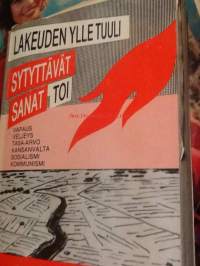 LAKEUDEN YLLE TUULI
SYTYTTÄVÄT
SANAT TOI
VAPAUS
VELJEYS
TASA-ARVO
KANSANVALTA
SOSIALISMI
KOMMUNISMI